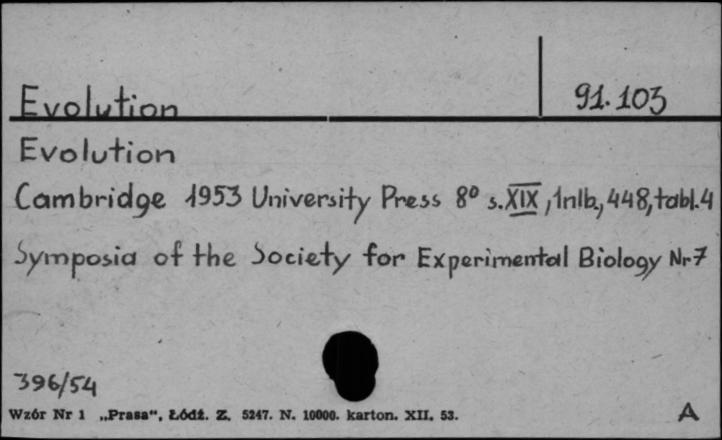 Evolution 91.103
Evolution
Cambridge 1953 University Press 8° s.XIX, 1nlb., 448, tabl.4
Symposia of the Society for Experimental Biology Nr 7
396/54
Wzór Nr 1 „Prasa“, Łódź. Z. 5247. N. 10000. karton. XII. 53.
A